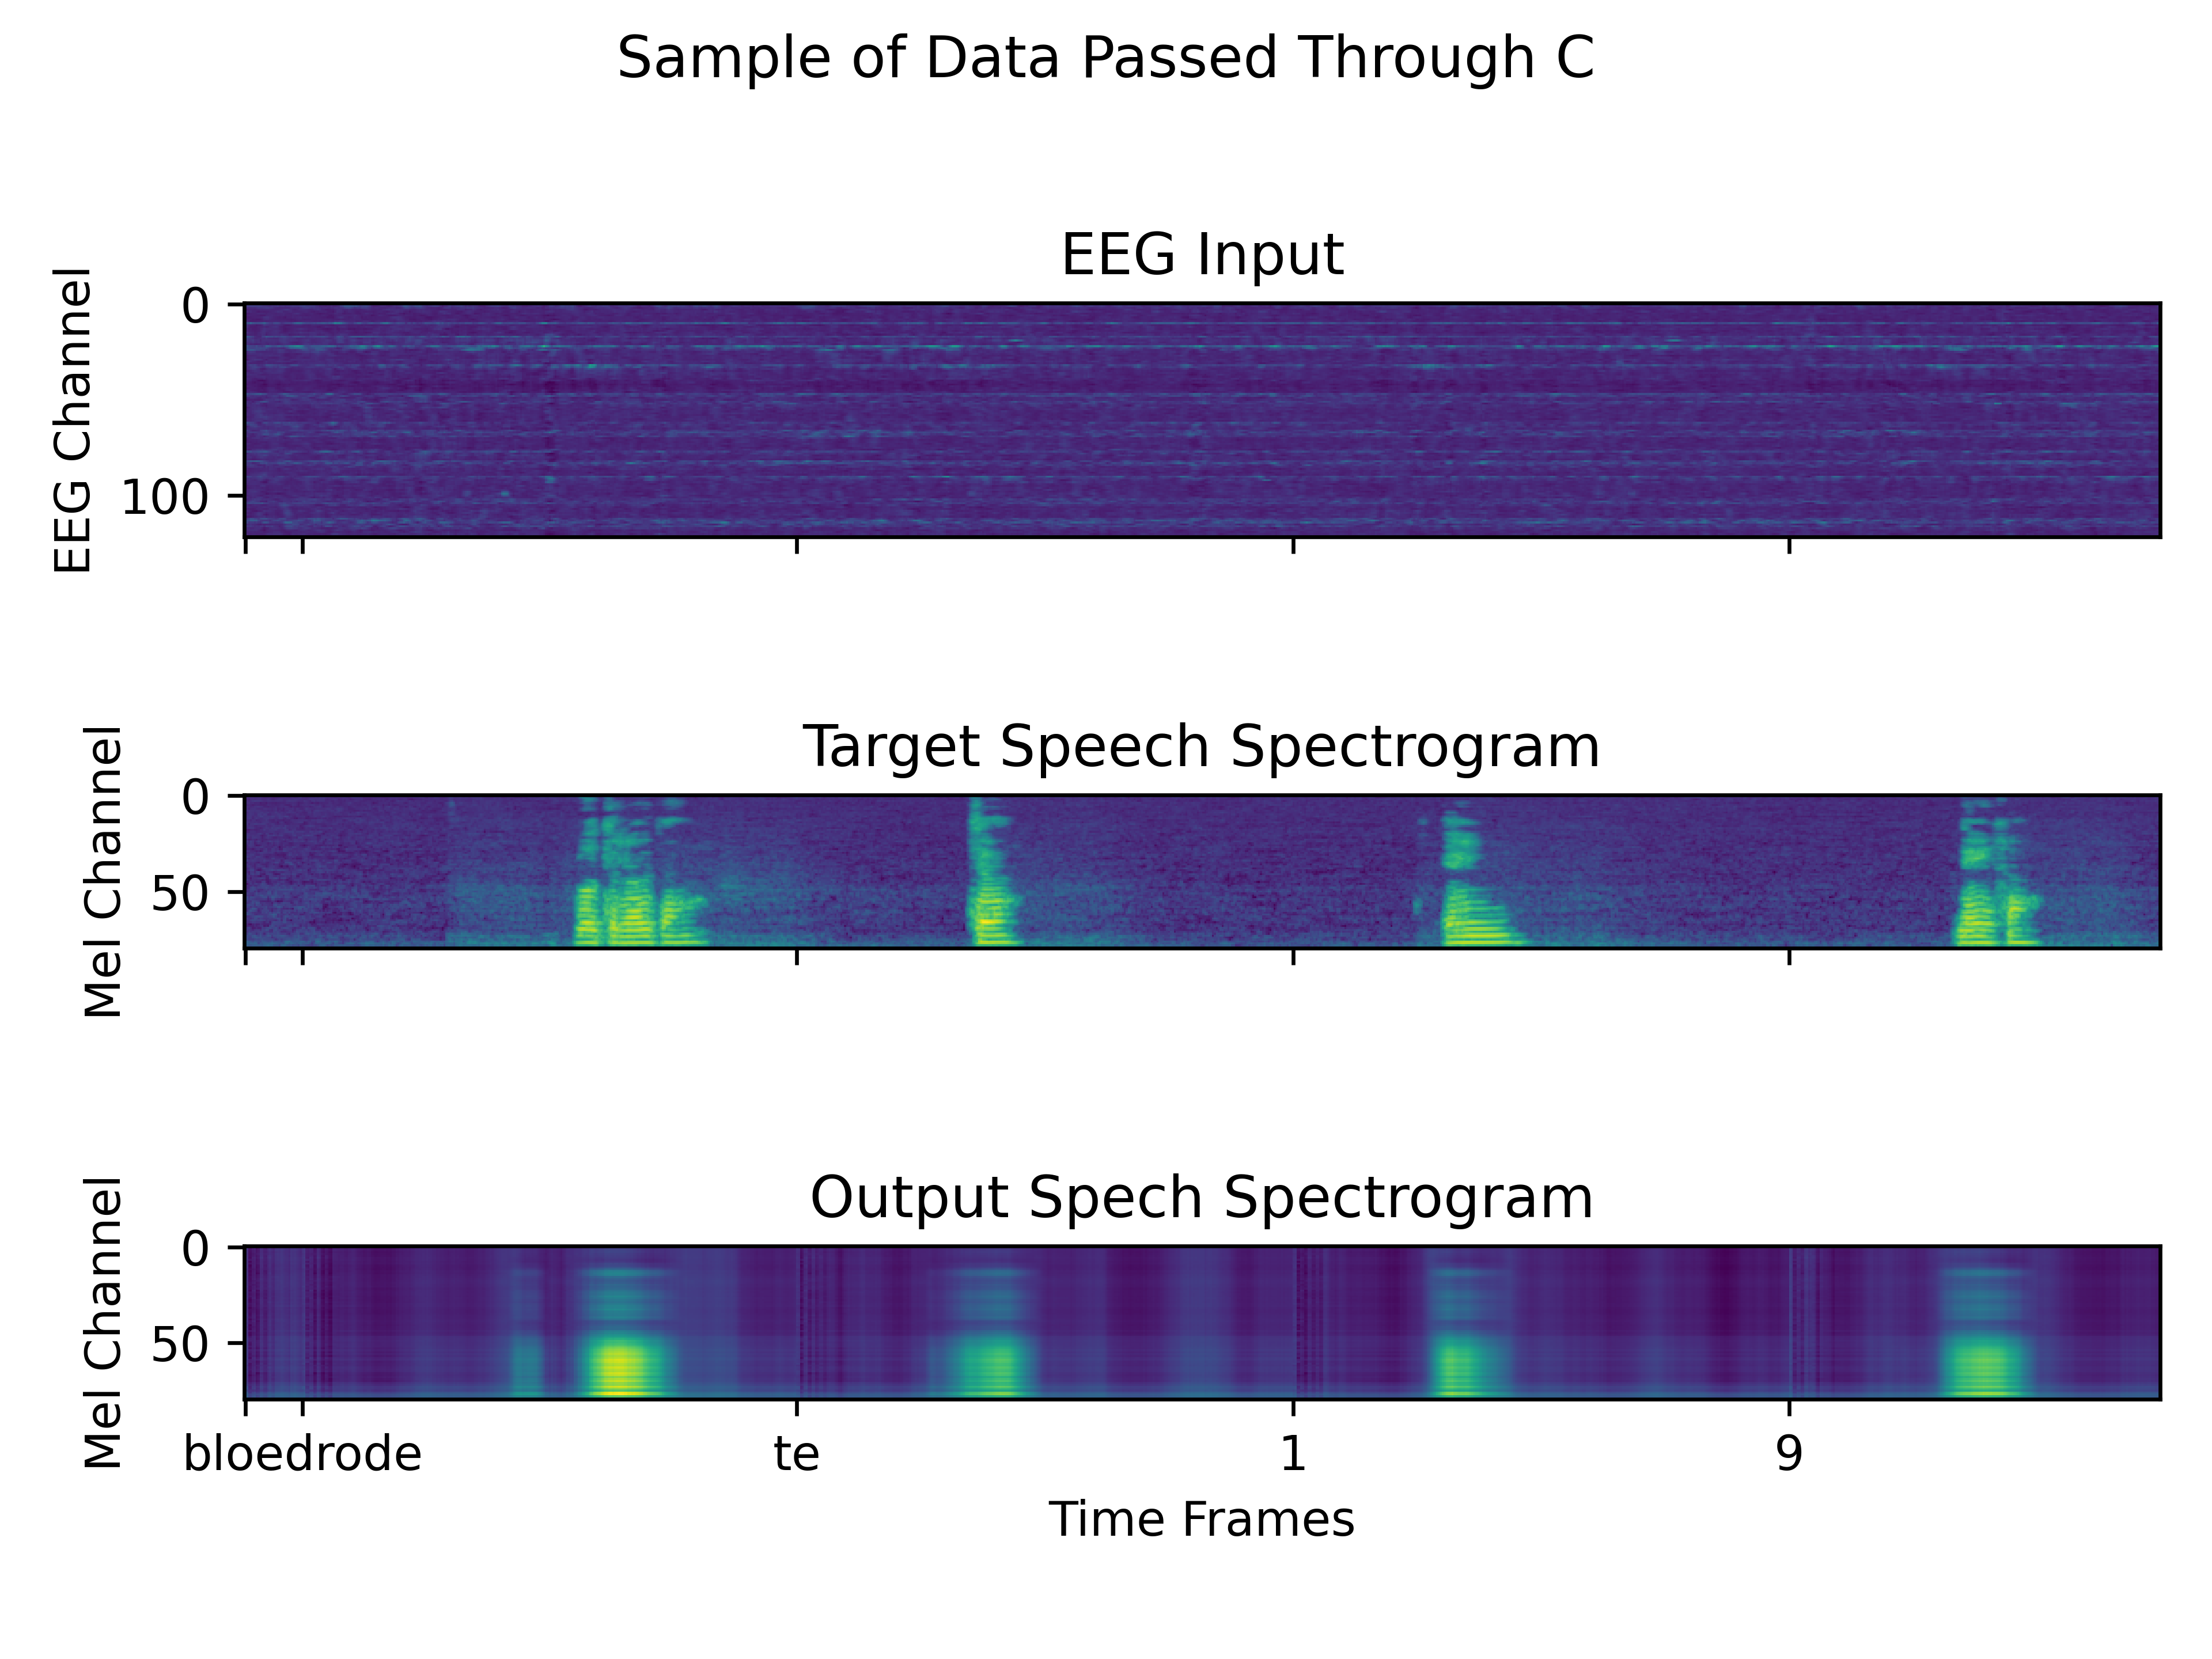 Sample of Data Passed Through C
EEG Input
EEG Channel
0
100
Target Speech Spectrogram
Mel Channel
0
50
Output Spech Spectrogram
Mel Channel
0
50
bloedrode te 1 9
Time Frames